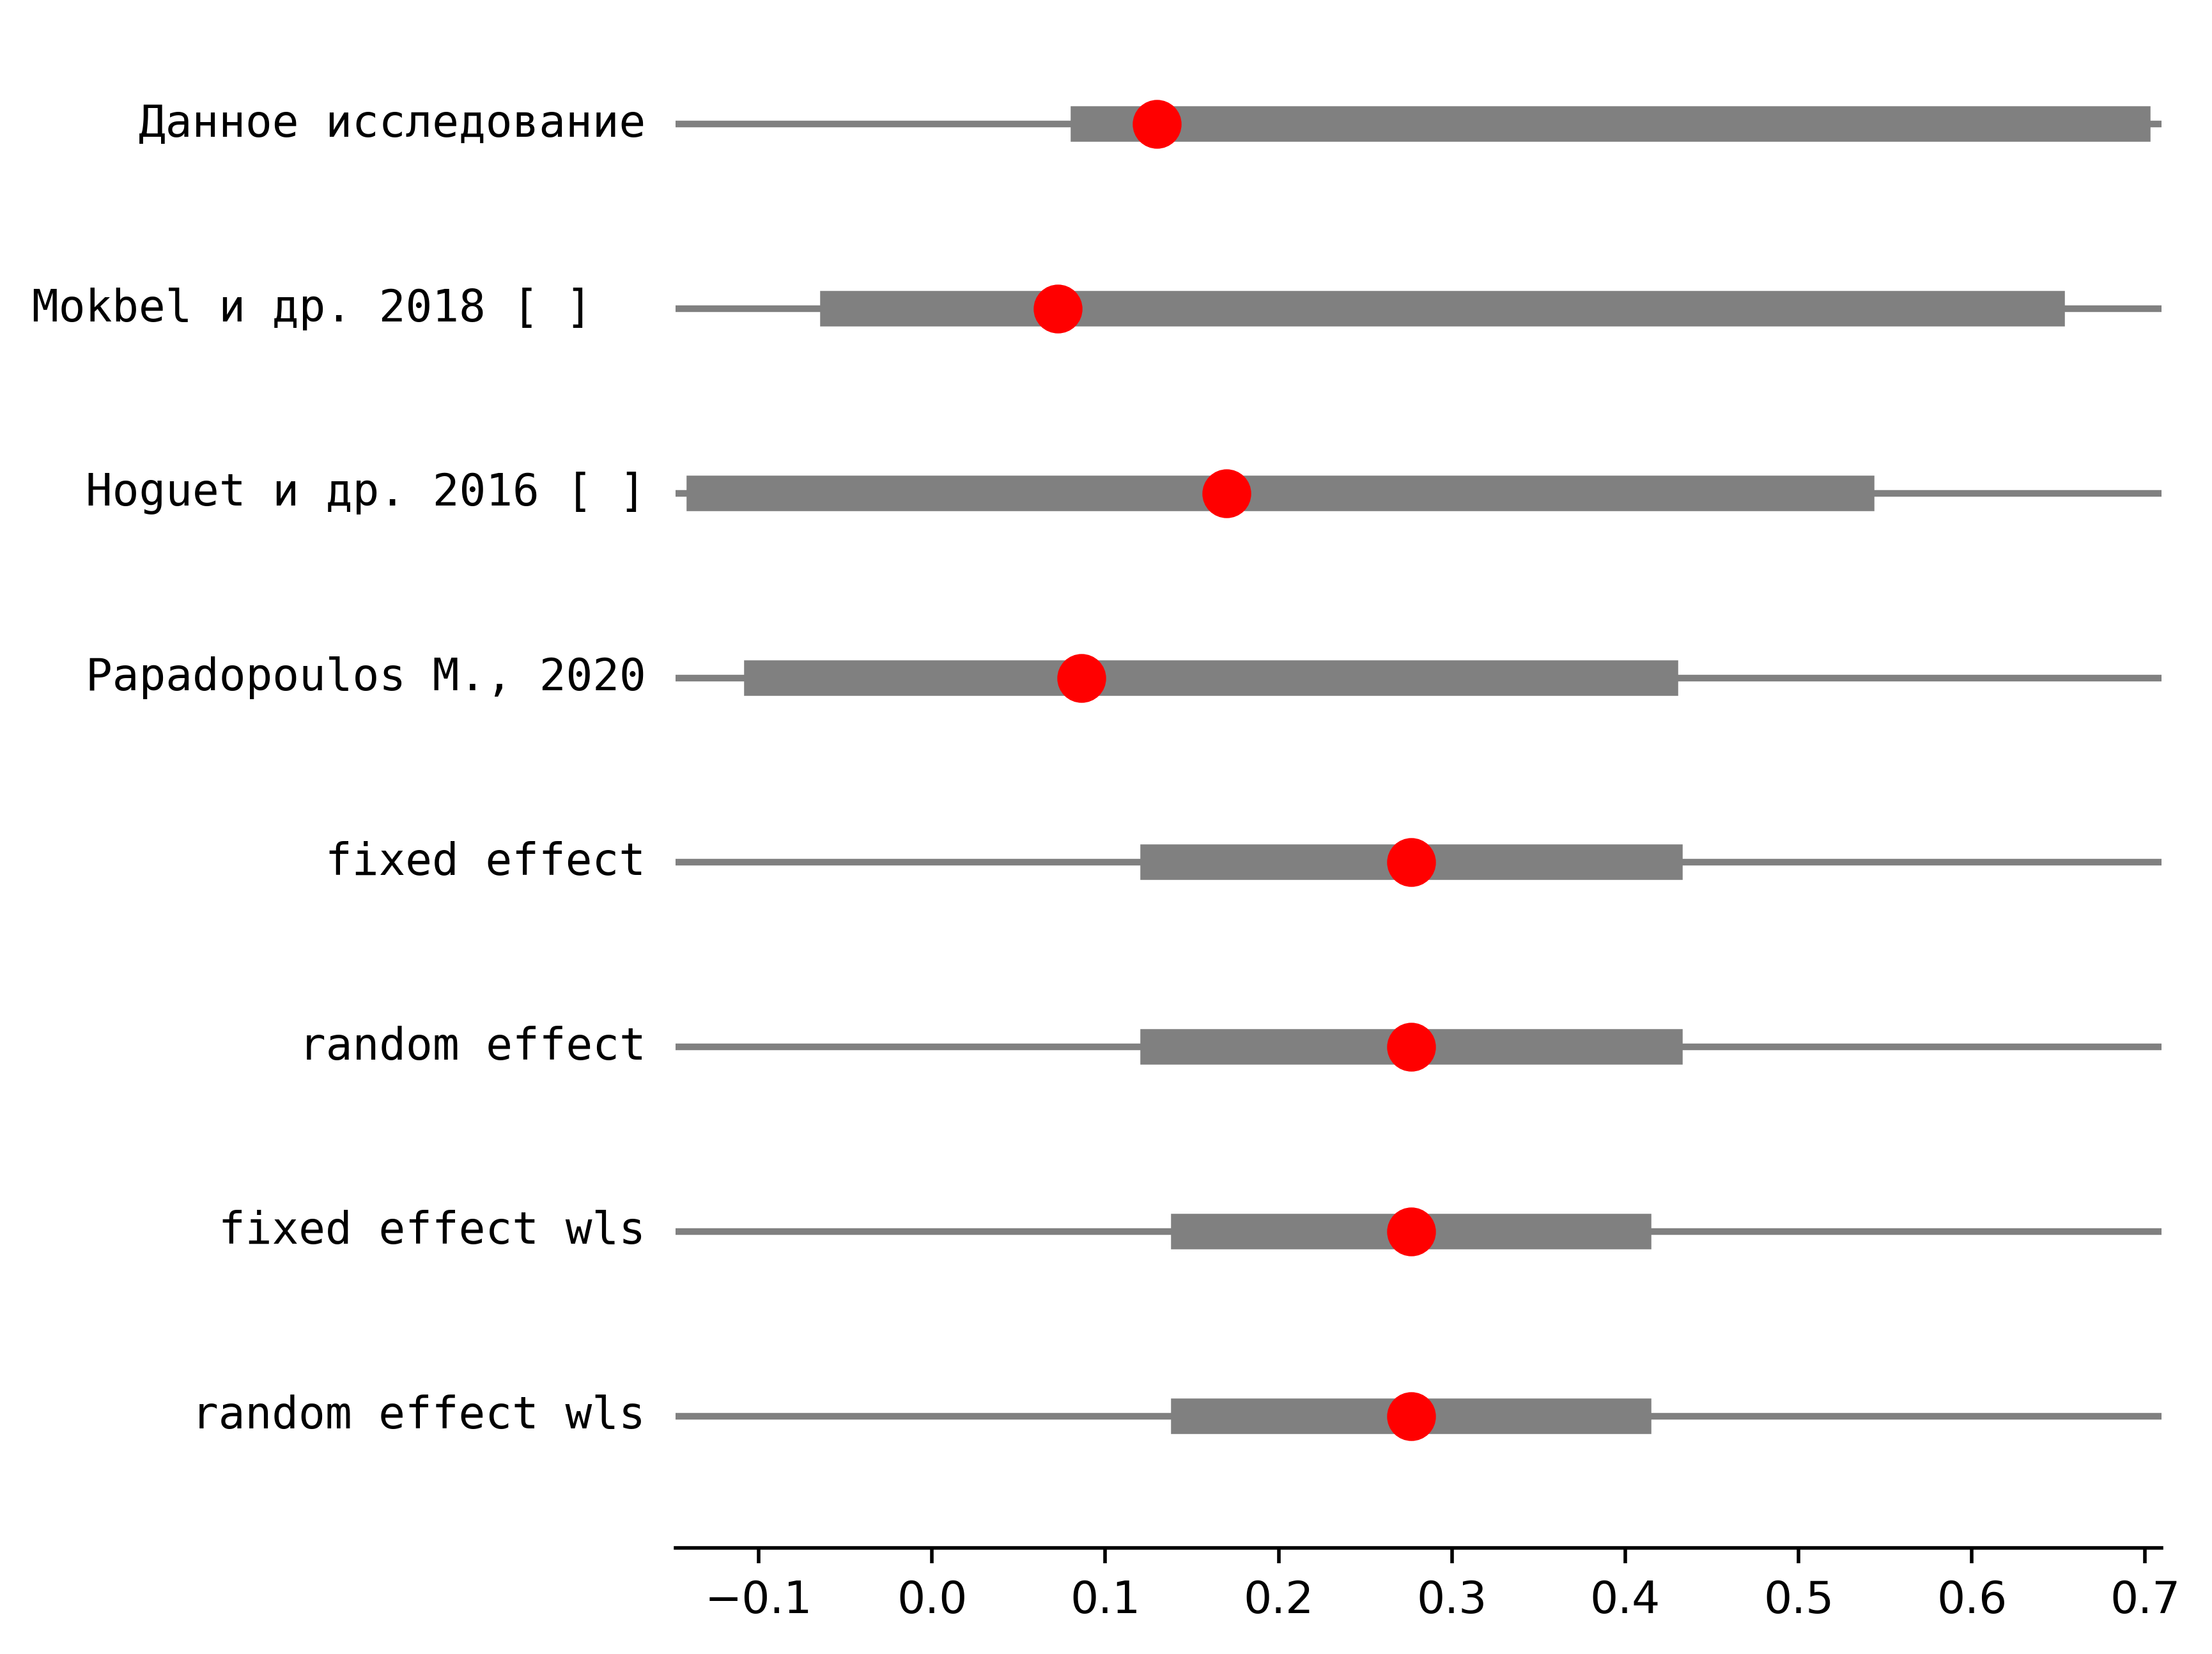 Данное исследование
Mokbel и др. 2018 [ ]
Hoguet и др. 2016 [ ]
Papadopoulos M., 2020
fixed effect
random effect
fixed effect wls
random effect wls
−0.1 0.0 0.1 0.2 0.3 0.4 0.5 0.6 0.7